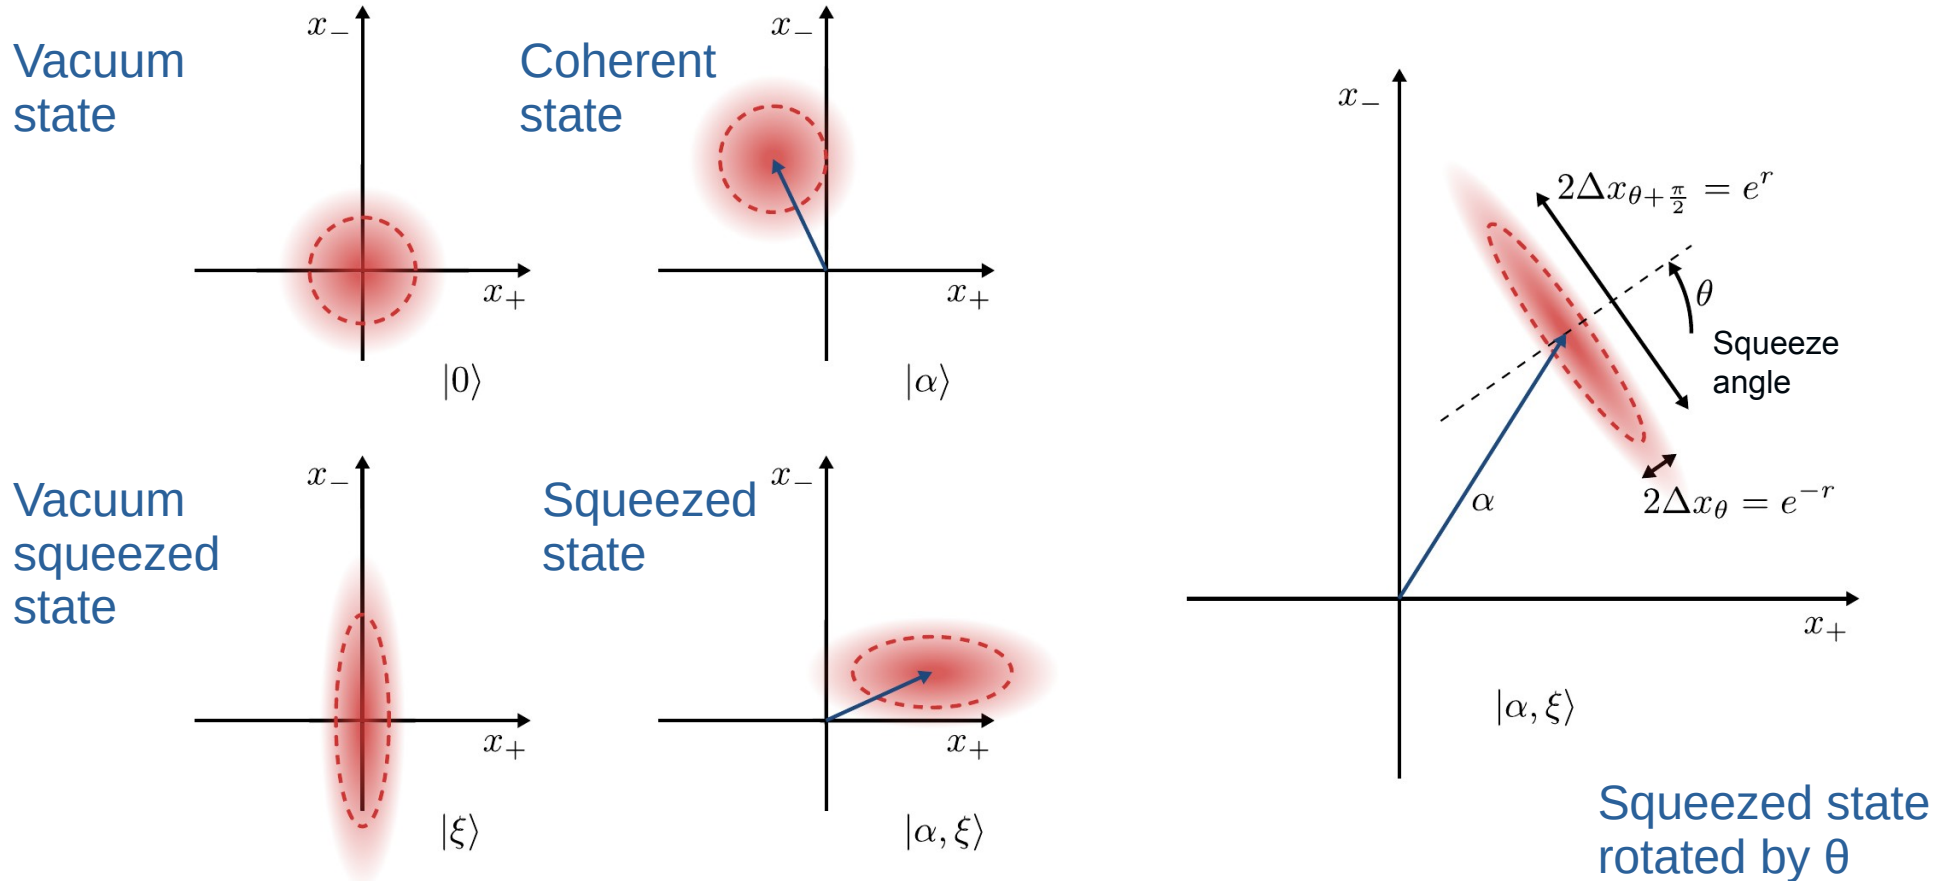 Vacuum
state
x₋
x₊
|0⟩
Coherent
state
x₋
x₊
|α⟩
Vacuum
squeezed
state
x₋
x₊
|ξ⟩
Squeezed
state
x₋
x₊
|α, ξ⟩
x₋
2Δx_{θ+π/2} = e^r
θ
Squeeze
angle
2Δx_θ = e^{-r}
α
x₊
|α, ξ⟩
Squeezed state
rotated by θ